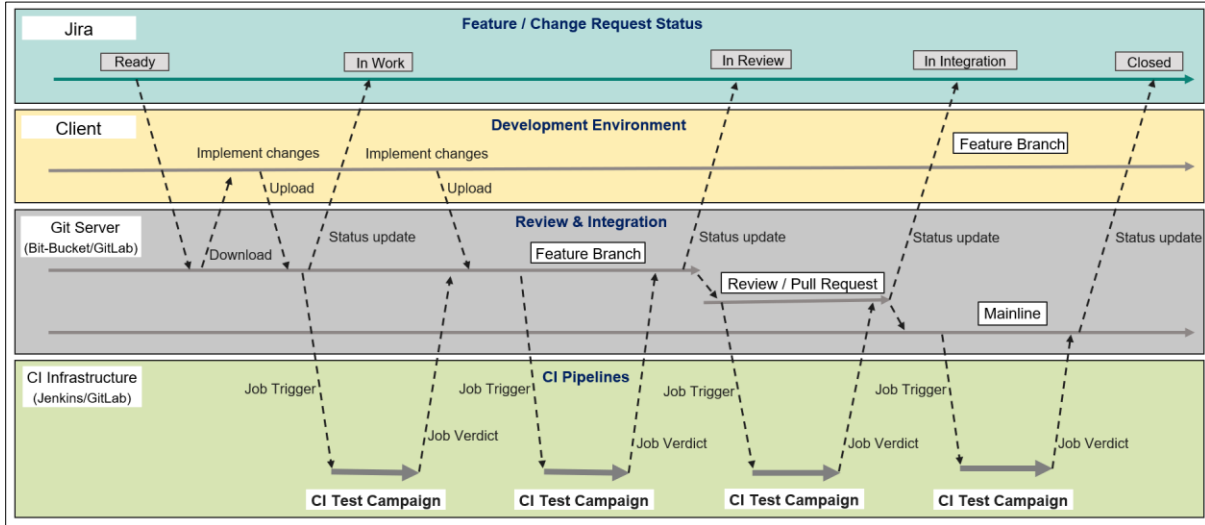 Jira
Feature / Change Request Status
Ready
In Work
In Review
In Integration
Closed
Client
Development Environment
Implement changes
Implement changes
Feature Branch
Upload
Upload
Git Server
(Bit-Bucket/GitLab)
Review & Integration
Download
Status update
Feature Branch
Status update
Status update
Status update
Review / Pull Request
Mainline
CI Infrastructure
(Jenkins/GitLab)
CI Pipelines
Job Trigger
Job Trigger
Job Trigger
Job Trigger
Job Verdict
Job Verdict
Job Verdict
Job Verdict
CI Test Campaign
CI Test Campaign
CI Test Campaign
CI Test Campaign